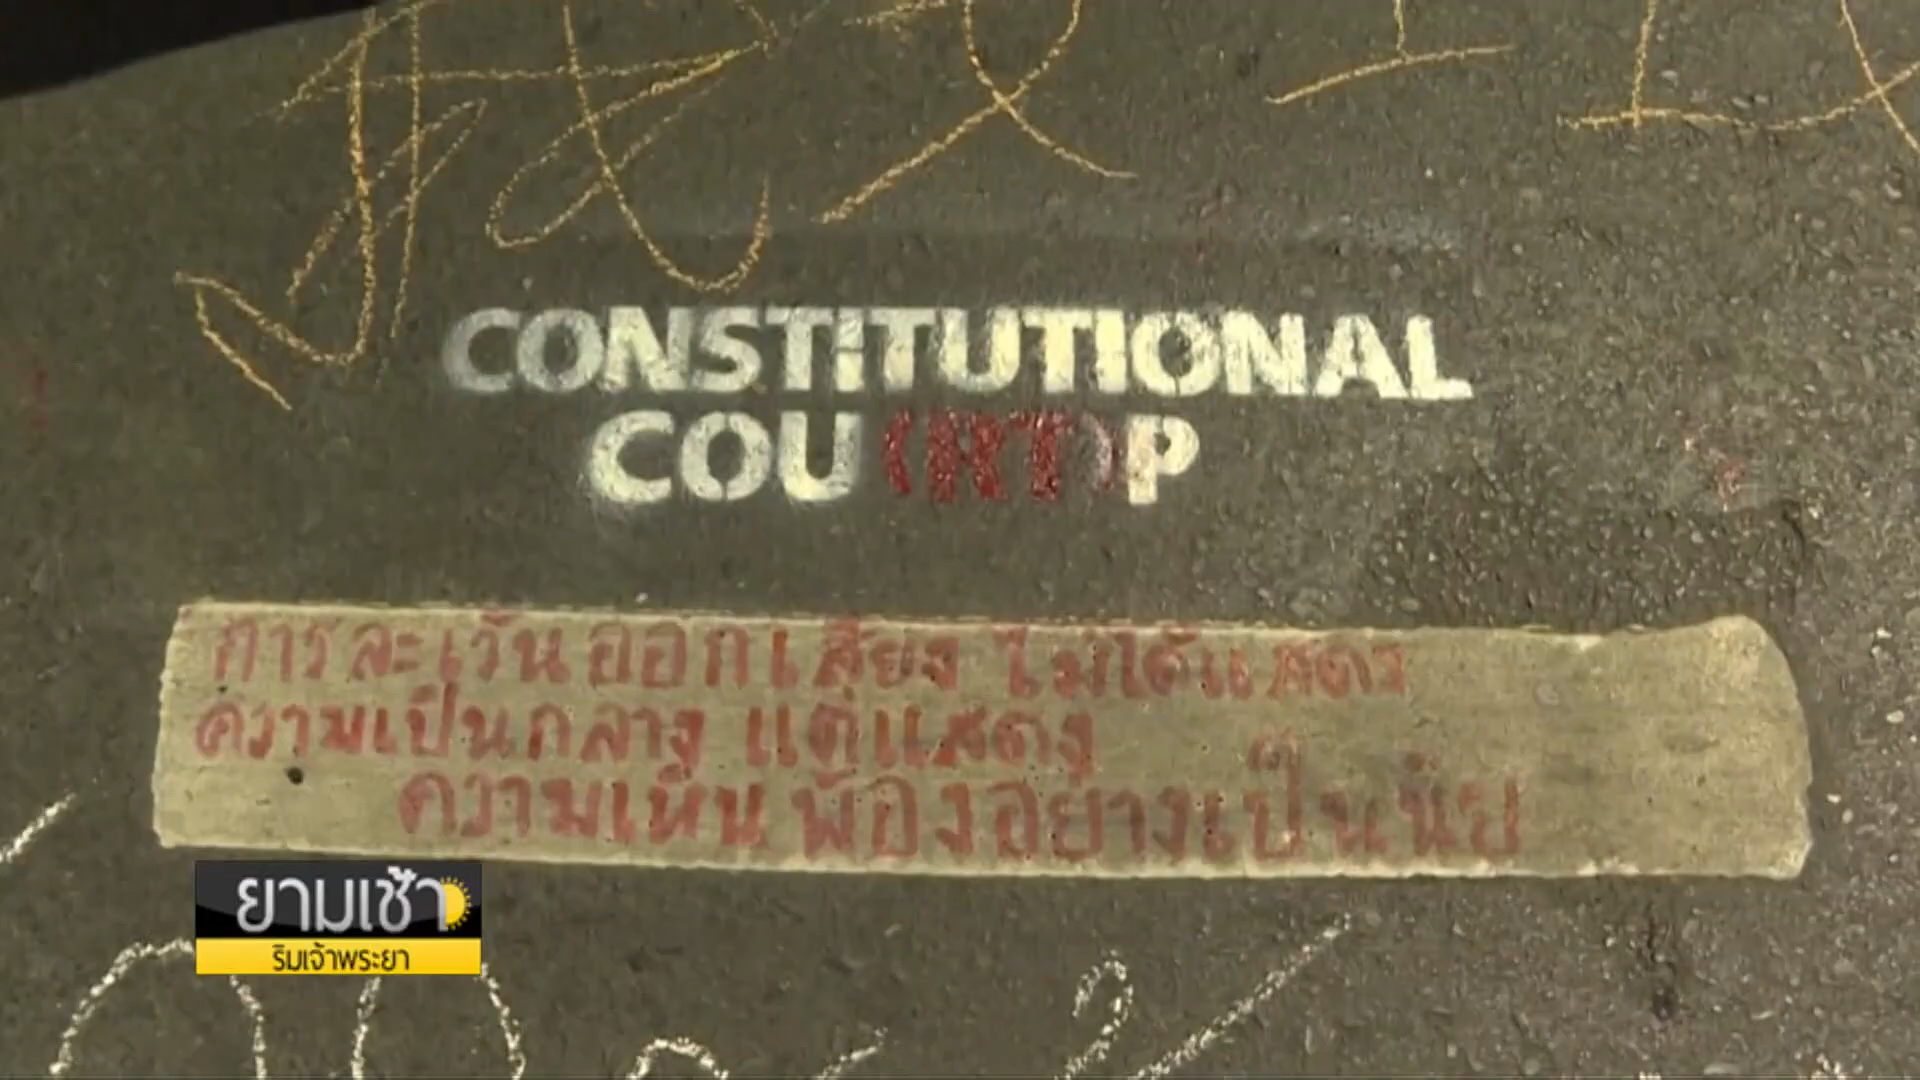 CONSTITUTIONAL
COU(RT)P
การละเว้นออกเสียง ไม่ได้แสดง
ความเป็นกลาง แต่แสดง
ความเห็นพ้องอย่างเป็นนัย
ยามเช้า
ริมเจ้าพระยา